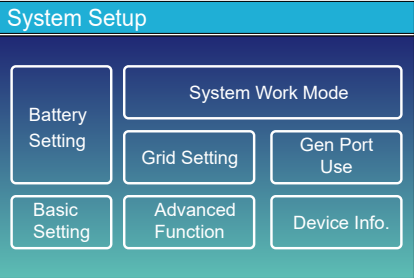 System Setup
Battery
Setting
System Work Mode
Grid Setting
Gen Port
Use
Basic
Setting
Advanced
Function
Device Info.